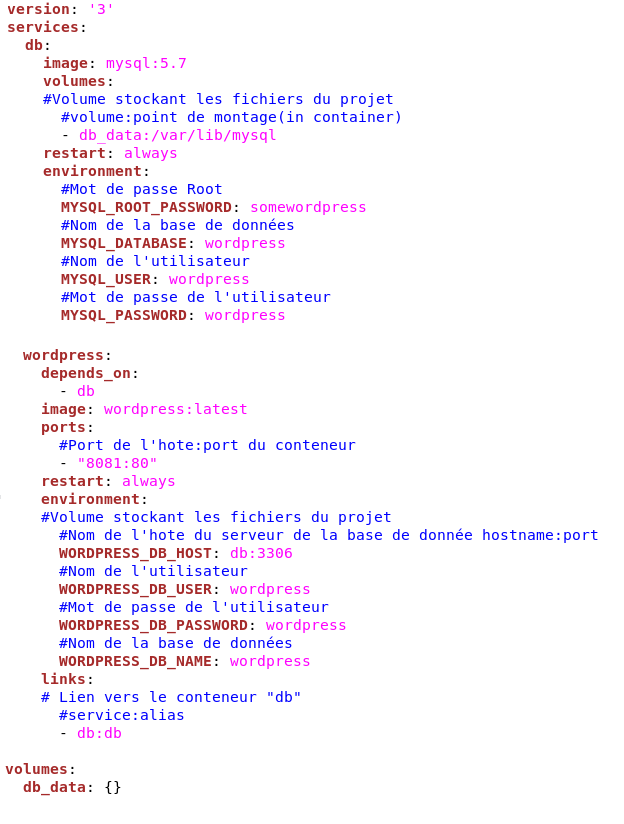 version: '3'
services:
  db:
    image: mysql:5.7
    volumes:
    #Volume stockant les fichiers du projet
      #volume:point de montage(in container)
      - db_data:/var/lib/mysql
    restart: always
    environment:
      #Mot de passe Root
      MYSQL_ROOT_PASSWORD: somewordpress
      #Nom de la base de données
      MYSQL_DATABASE: wordpress
      #Nom de l'utilisateur
      MYSQL_USER: wordpress
      #Mot de passe de l'utilisateur
      MYSQL_PASSWORD: wordpress
  wordpress:
    depends_on:
      - db
    image: wordpress:latest
    ports:
      #Port de l'hote:port du conteneur
      - "8081:80"
    restart: always
    environment:
    #Volume stockant les fichiers du projet
      #Nom de l'hote du serveur de la base de donnée hostname:port
      WORDPRESS_DB_HOST: db:3306
      #Nom de l'utilisateur
      WORDPRESS_DB_USER: wordpress
      #Mot de passe de l'utilisateur
      WORDPRESS_DB_PASSWORD: wordpress
      #Nom de la base de données
      WORDPRESS_DB_NAME: wordpress
    links:
    # Lien vers le conteneur "db"
      #service:alias
      - db:db
volumes:
  db_data: {}